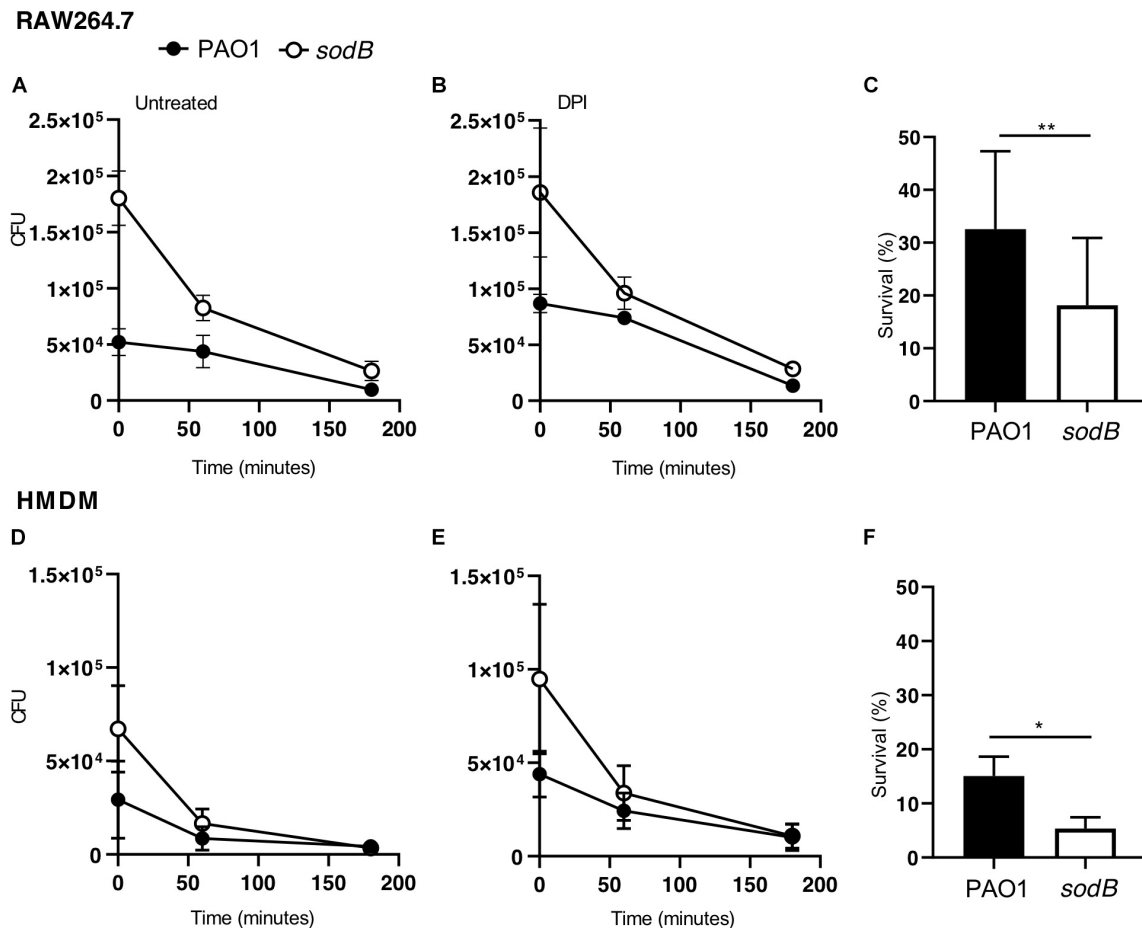 RAW264.7
PAO1 sodB
A
Untreated
2.5×10⁵
2×10⁵
1.5×10⁵
1×10⁵
5×10⁴
0
CFU
0 50 100 150 200
Time (minutes)
B
DPI
2.5×10⁵
2×10⁵
1.5×10⁵
1×10⁵
5×10⁴
0
0 50 100 150 200
Time (minutes)
C
**
50
40
30
20
10
0
Survival (%)
PAO1 sodB
HMDM
D
1.5×10⁵
1×10⁵
5×10⁴
0
CFU
0 50 100 150 200
Time (minutes)
E
1.5×10⁵
1×10⁵
5×10⁴
0
0 50 100 150 200
Time (minutes)
F
50
40
30
20
10
0
*
Survival (%)
PAO1 sodB